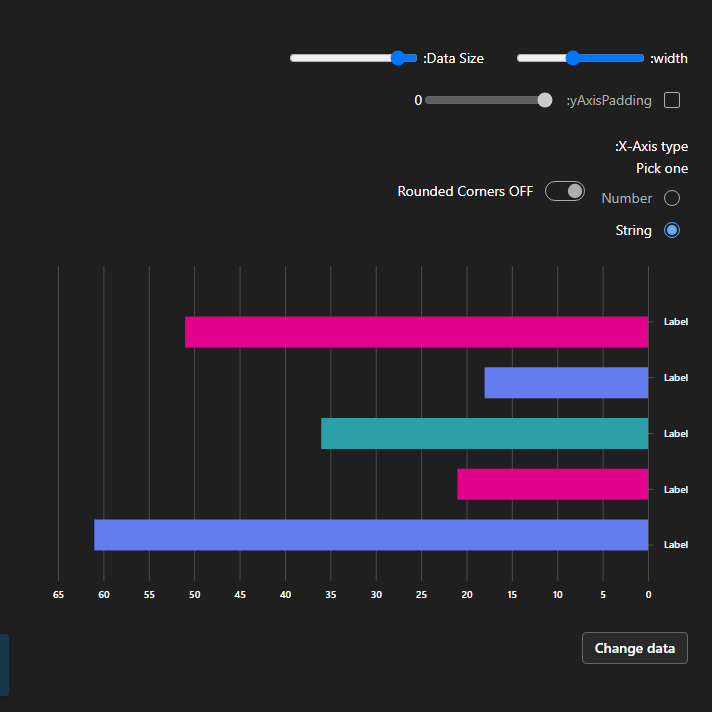 :width
:Data Size
:yAxisPadding
0
:X-Axis type
Pick one
Number
Rounded Corners OFF
String
Label
Label
Label
Label
Label
65 60 55 50 45 40 35 30 25 20 15 10 5 0
Change data